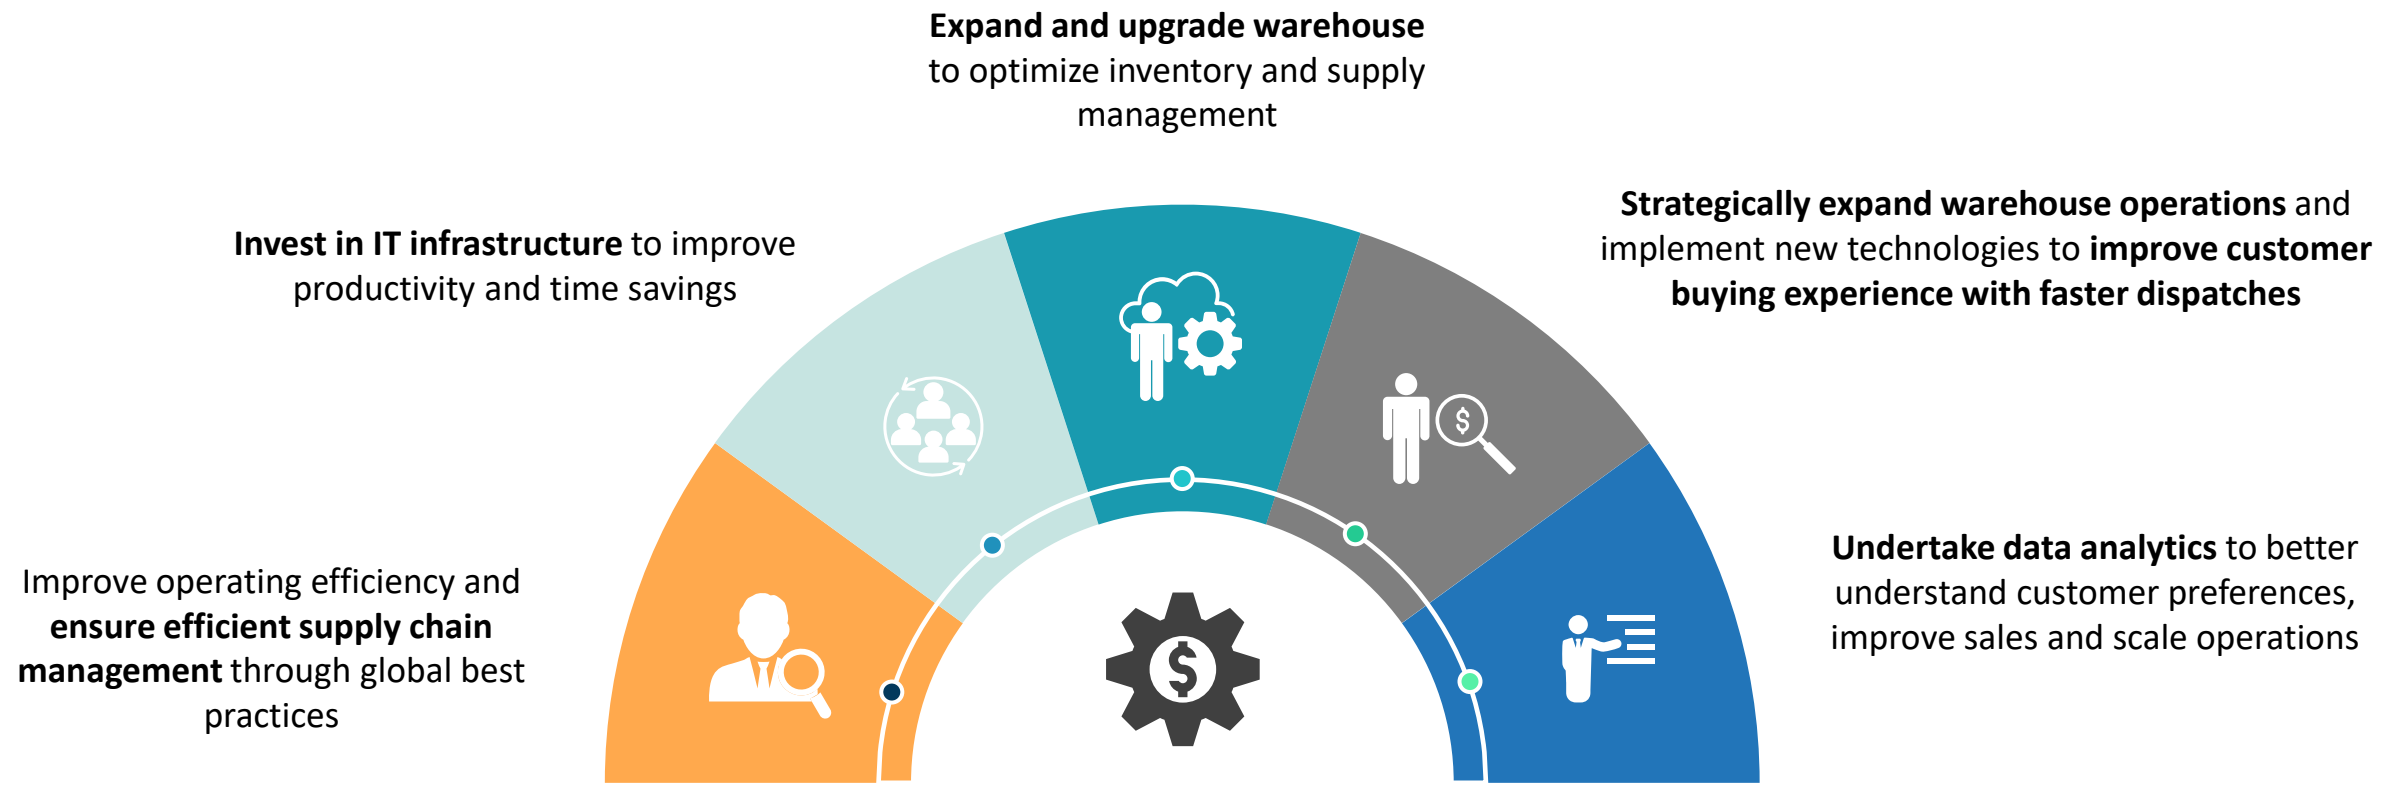 Expand and upgrade warehouse
to optimize inventory and supply
management
Invest in IT infrastructure to improve
productivity and time savings
Strategically expand warehouse operations and
implement new technologies to improve customer
buying experience with faster dispatches
Improve operating efficiency and
ensure efficient supply chain
management through global best
practices
Undertake data analytics to better
understand customer preferences,
improve sales and scale operations
$
$